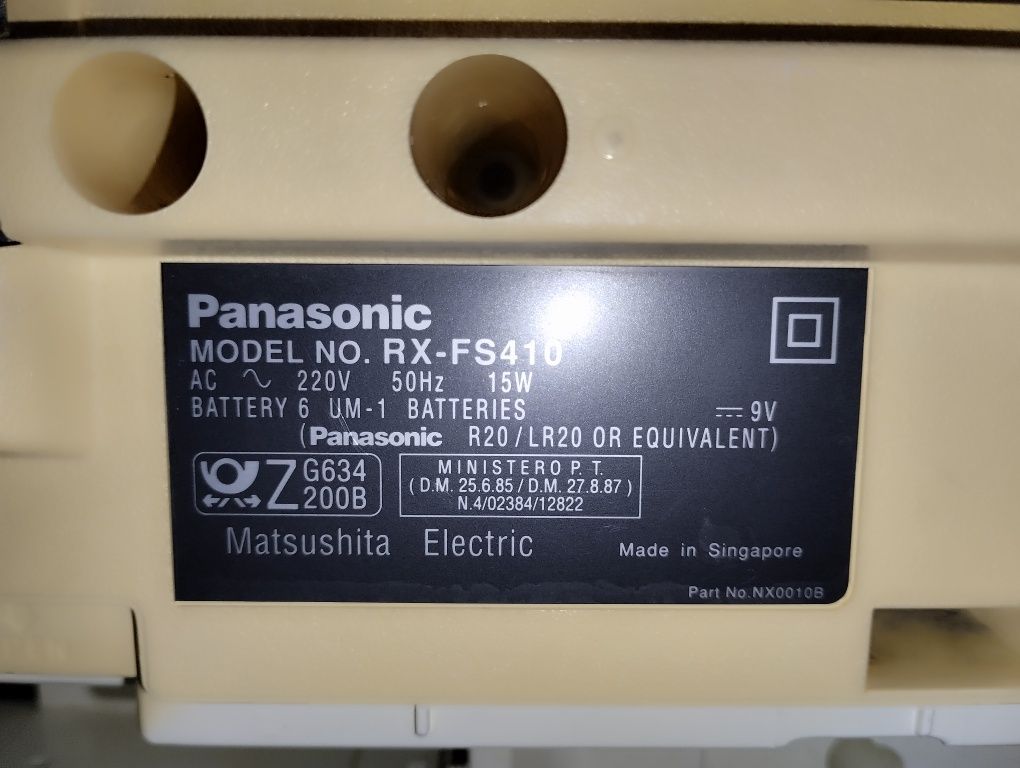 Panasonic
MODEL NO. RX-FS410
AC ∿ 220V 50Hz 15W
BATTERY 6 UM-1 BATTERIES ⎓ 9V
(Panasonic R20/LR20 OR EQUIVALENT)
Z G634
200B
MINISTERO P. T.
(D.M. 25.6.85 / D.M. 27.8.87)
N.4/02384/12822
Matsushita Electric
Made in Singapore
Part No.NX0010B